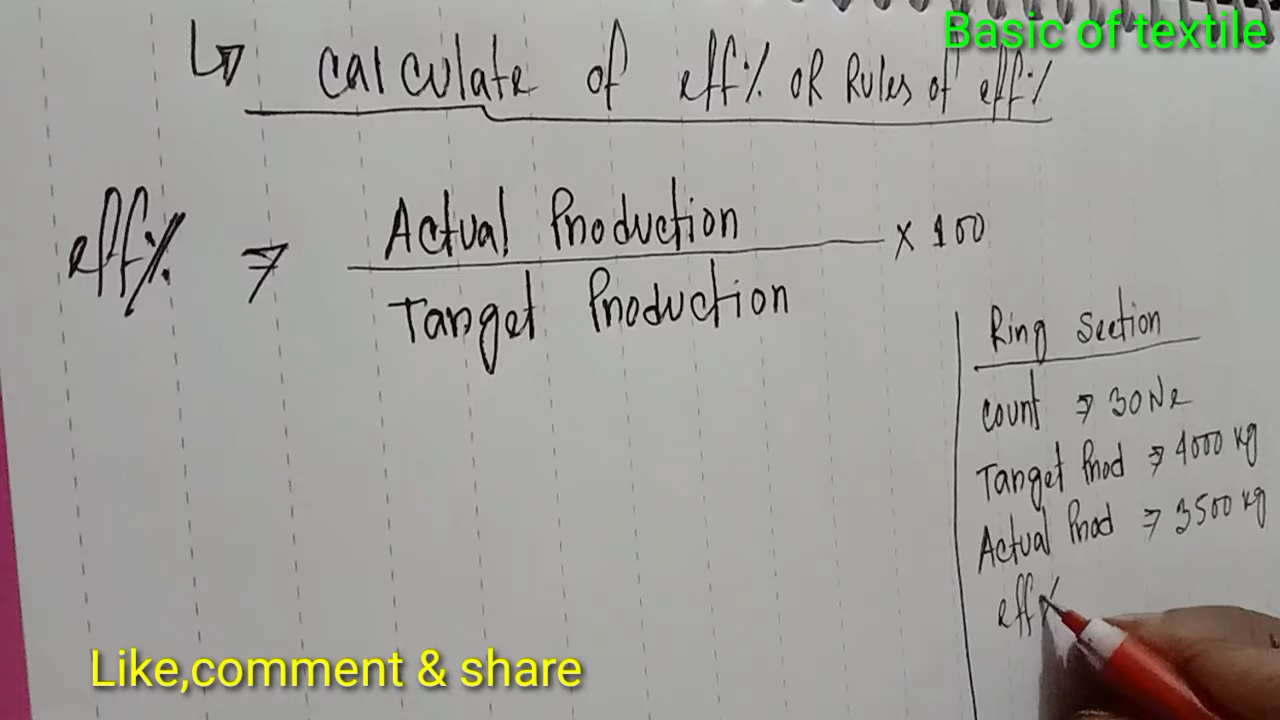 Basic of textile
↳ Calculate of eff% OR Rules of eff%
eff% ⇒ Actual Production / Target Production × 100
Ring Section
Count ⇒ 30Ne
Target Prod ⇒ 4000 kg
Actual Prod ⇒ 3500 kg
eff%
Like,comment & share